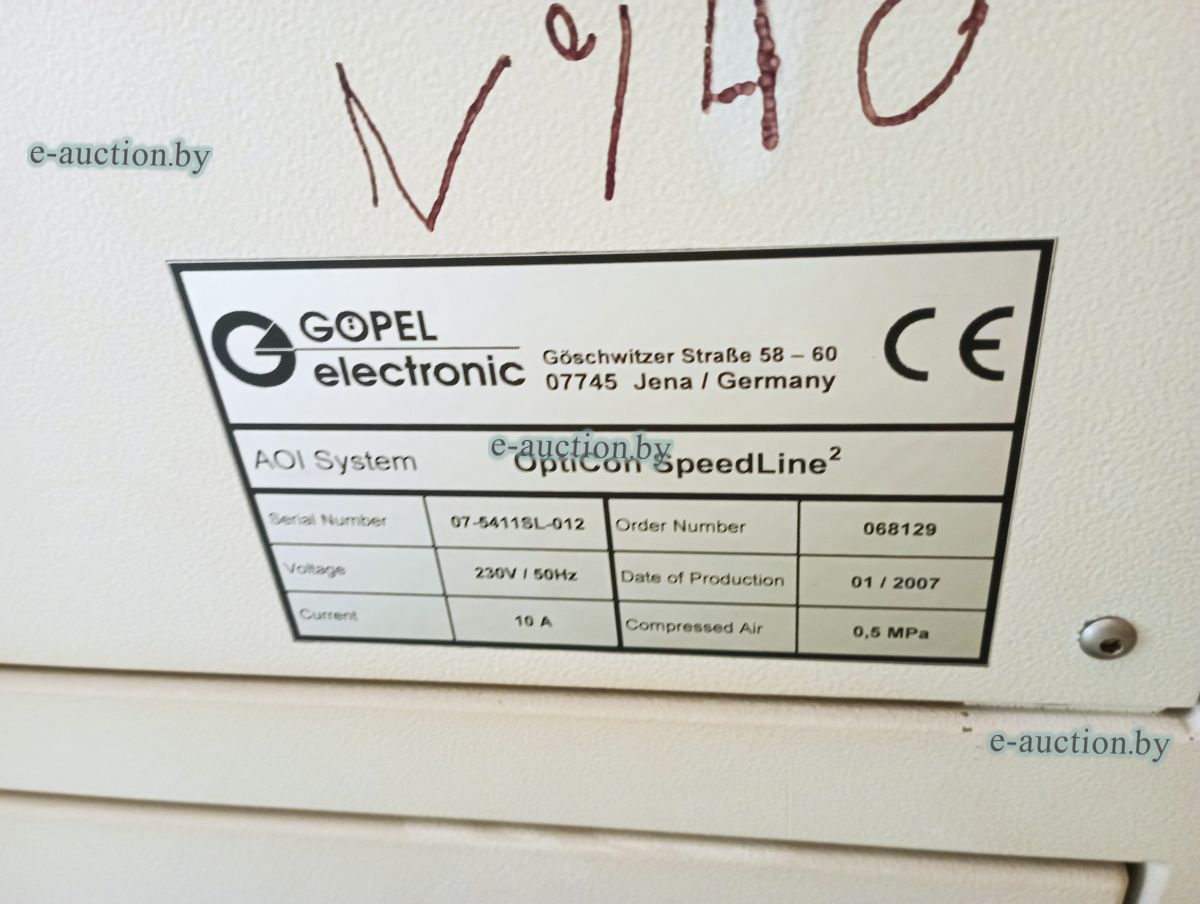 №140
e-auction.by
GÖPEL
electronic
Göschwitzer Straße 58 – 60
07745 Jena / Germany
CE
e-auction.by
AOI System OptiCon SpeedLine²
Serial Number 07-5411SL-012 Order Number 068129
Voltage 230V / 50Hz Date of Production 01 / 2007
Current 10 A Compressed Air 0,5 MPa
e-auction.by